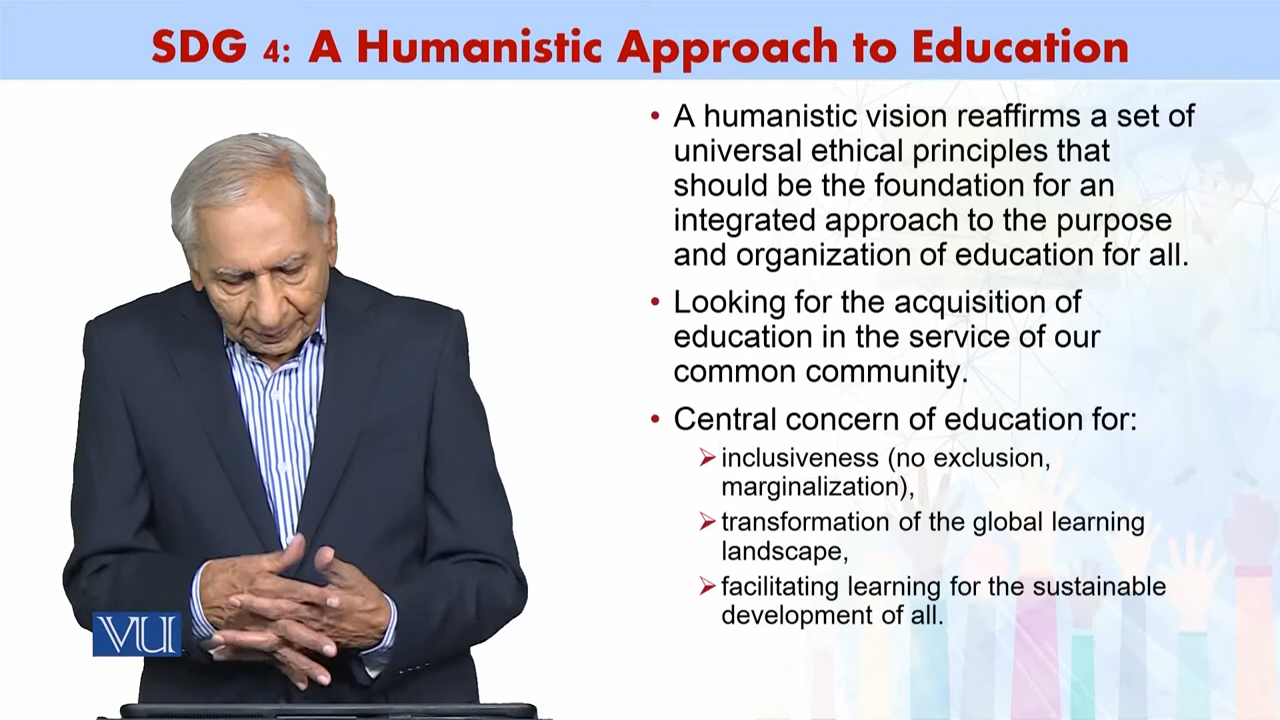 SDG 4: A Humanistic Approach to Education
• A humanistic vision reaffirms a set of
universal ethical principles that
should be the foundation for an
integrated approach to the purpose
and organization of education for all.
• Looking for the acquisition of
education in the service of our
common community.
• Central concern of education for:
➢ inclusiveness (no exclusion,
marginalization),
➢ transformation of the global learning
landscape,
➢ facilitating learning for the sustainable
development of all.
VU